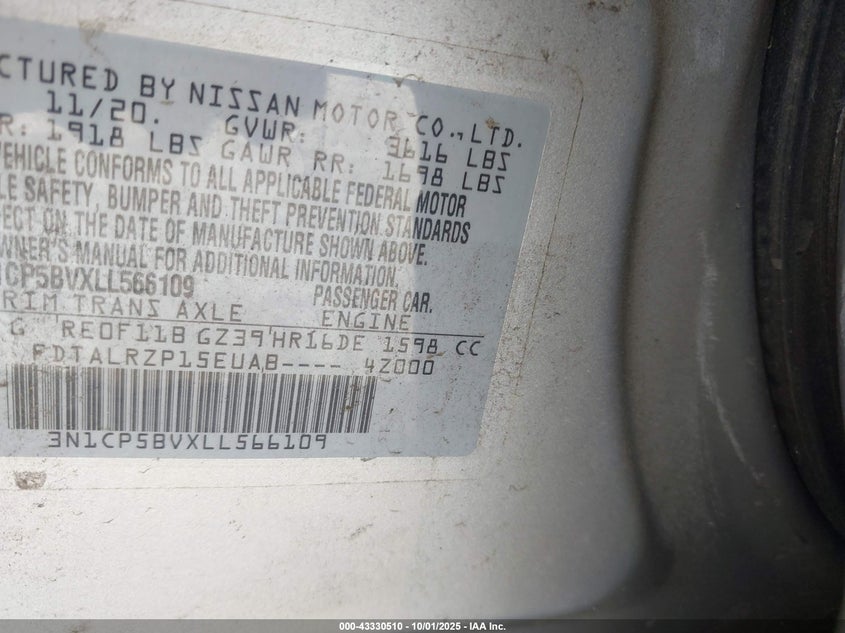 CTURED BY NISSAN MOTOR CO., LTD.
11/20. GVWR: 3616 LBS
R: 1918 LBS GAWR RR: 1698 LBS
VEHICLE CONFORMS TO ALL APPLICABLE FEDERAL MOTOR
LE SAFETY, BUMPER AND THEFT PREVENTION STANDARDS
ECT ON THE DATE OF MANUFACTURE SHOWN ABOVE.
OWNER'S MANUAL FOR ADDITIONAL INFORMATION.
1CP5BVXLL566109 PASSENGER CAR.
RIM TRANS AXLE ENGINE
G RE0F11B GZ39 HR16DE 1598 CC
FDTALRZP15EUAB---- 4Z000
3N1CP5BVXLL566109
000-43330510 - 10/01/2025 - IAA Inc.